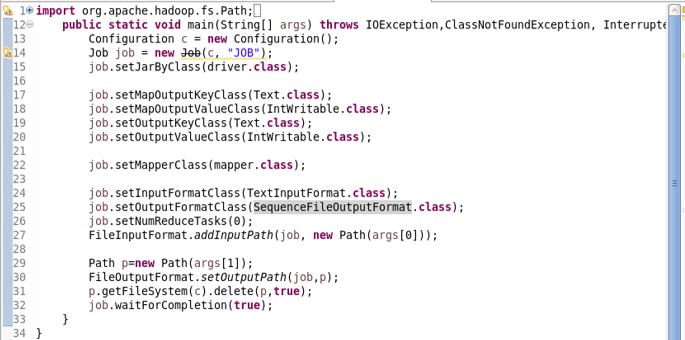 1 import org.apache.hadoop.fs.Path;
12 public static void main(String[] args) throws IOException,ClassNotFoundException, Interrupte
13 Configuration c = new Configuration();
14 Job job = new Job(c, "JOB");
15 job.setJarByClass(driver.class);
16
17 job.setMapOutputKeyClass(Text.class);
18 job.setMapOutputValueClass(IntWritable.class);
19 job.setOutputKeyClass(Text.class);
20 job.setOutputValueClass(IntWritable.class);
21
22 job.setMapperClass(mapper.class);
23
24 job.setInputFormatClass(TextInputFormat.class);
25 job.setOutputFormatClass(SequenceFileOutputFormat.class);
26 job.setNumReduceTasks(0);
27 FileInputFormat.addInputPath(job, new Path(args[0]));
28
29 Path p=new Path(args[1]);
30 FileOutputFormat.setOutputPath(job,p);
31 p.getFileSystem(c).delete(p,true);
32 job.waitForCompletion(true);
33 }
34 }